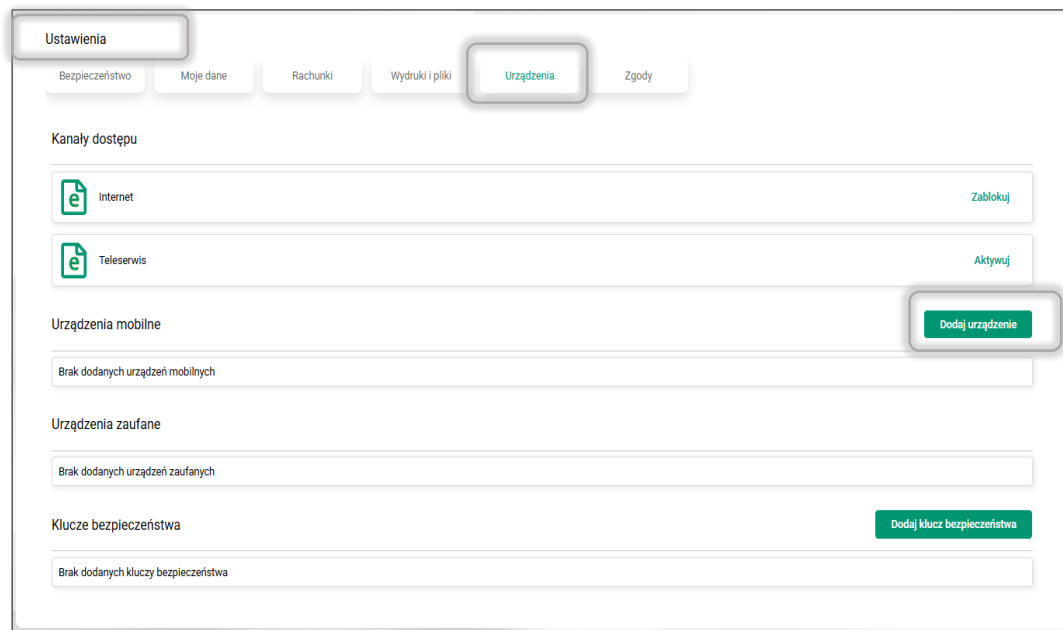 Ustawienia
Bezpieczeństwo Moje dane Rachunki Wydruki i pliki Urządzenia Zgody
Kanały dostępu
e Internet Zablokuj
e Teleserwis Aktywuj
Urządzenia mobilne Dodaj urządzenie
Brak dodanych urządzeń mobilnych
Urządzenia zaufane
Brak dodanych urządzeń zaufanych
Klucze bezpieczeństwa Dodaj klucz bezpieczeństwa
Brak dodanych kluczy bezpieczeństwa